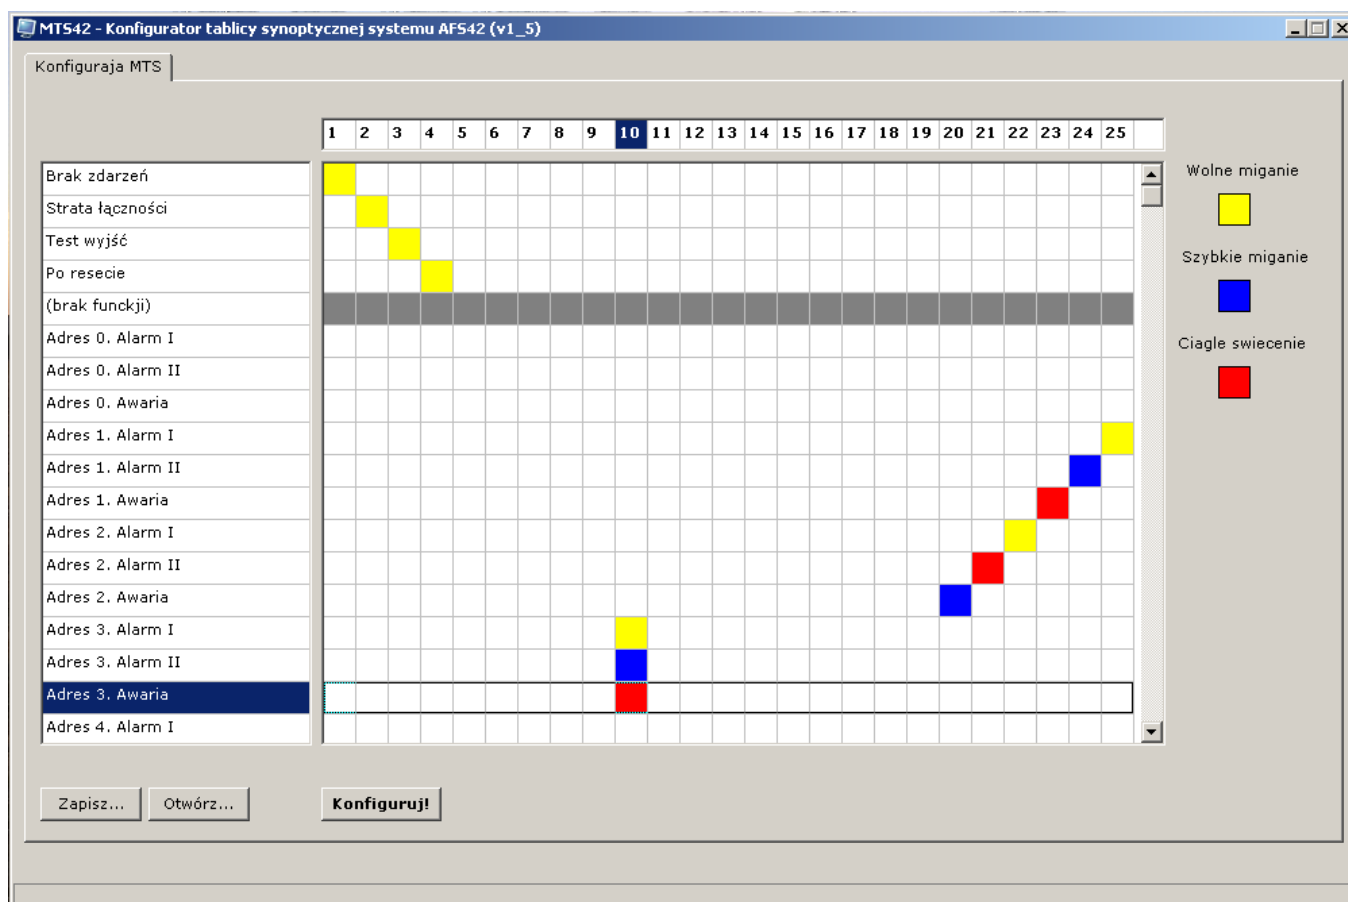 MTS42 - Konfigurator tablicy synoptycznej systemu AFS42 (v1_5)
Konfiguraja MTS
1 2 3 4 5 6 7 8 9 10 11 12 13 14 15 16 17 18 19 20 21 22 23 24 25
Brak zdarzeń
Strata łączności
Test wyjść
Po resecie
(brak funckji)
Adres 0. Alarm I
Adres 0. Alarm II
Adres 0. Awaria
Adres 1. Alarm I
Adres 1. Alarm II
Adres 1. Awaria
Adres 2. Alarm I
Adres 2. Alarm II
Adres 2. Awaria
Adres 3. Alarm I
Adres 3. Alarm II
Adres 3. Awaria
Adres 4. Alarm I
Wolne miganie
Szybkie miganie
Ciagle swiecenie
Zapisz... Otwórz... Konfiguruj!